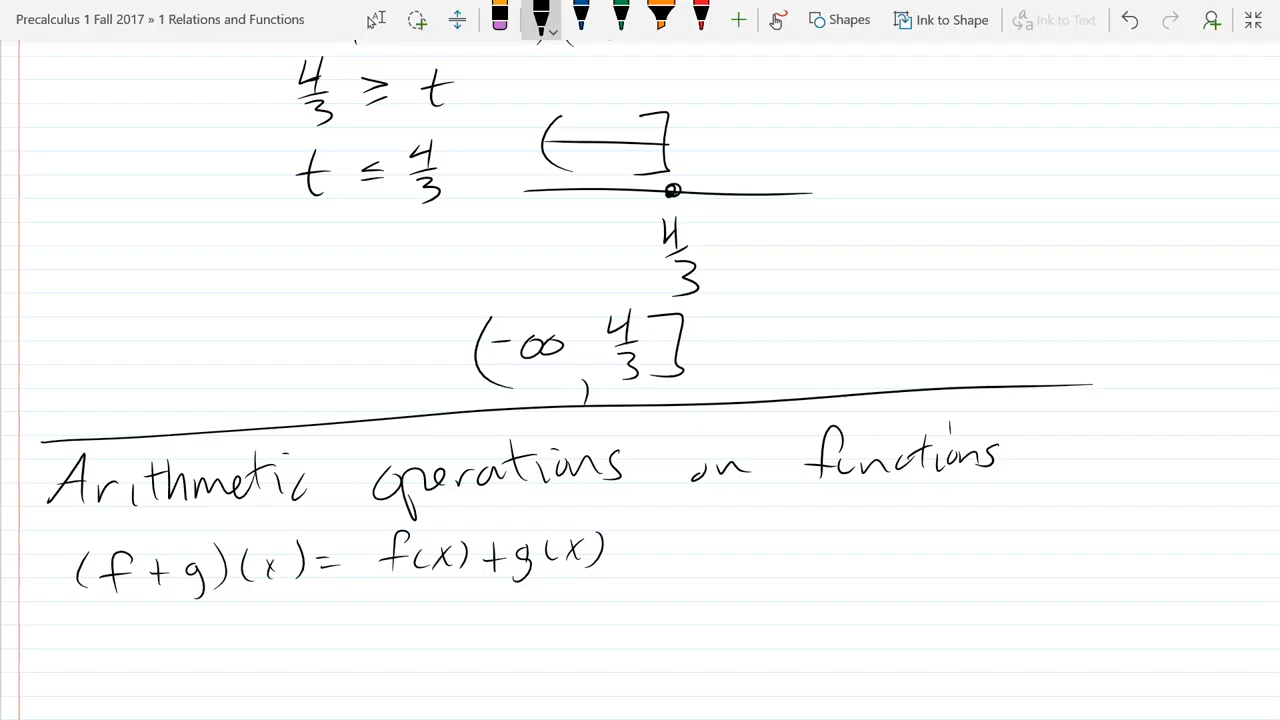 Precalculus 1 Fall 2017 » 1 Relations and Functions
Shapes
Ink to Shape
Ink to Text
4/3 ≥ t
t ≤ 4/3
( ]
4/3
(-∞, 4/3]
Arithmetic operations on functions
(f+g)(x) = f(x)+g(x)